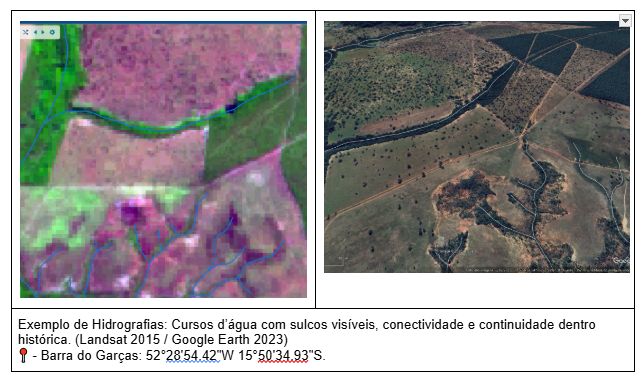 Exemplo de Hidrografias: Cursos d'água com sulcos visíveis, conectividade e continuidade dentro
histórica. (Landsat 2015 / Google Earth 2023)
📍 - Barra do Garças: 52°28'54.42"W 15°50'34.93"S.
Goo